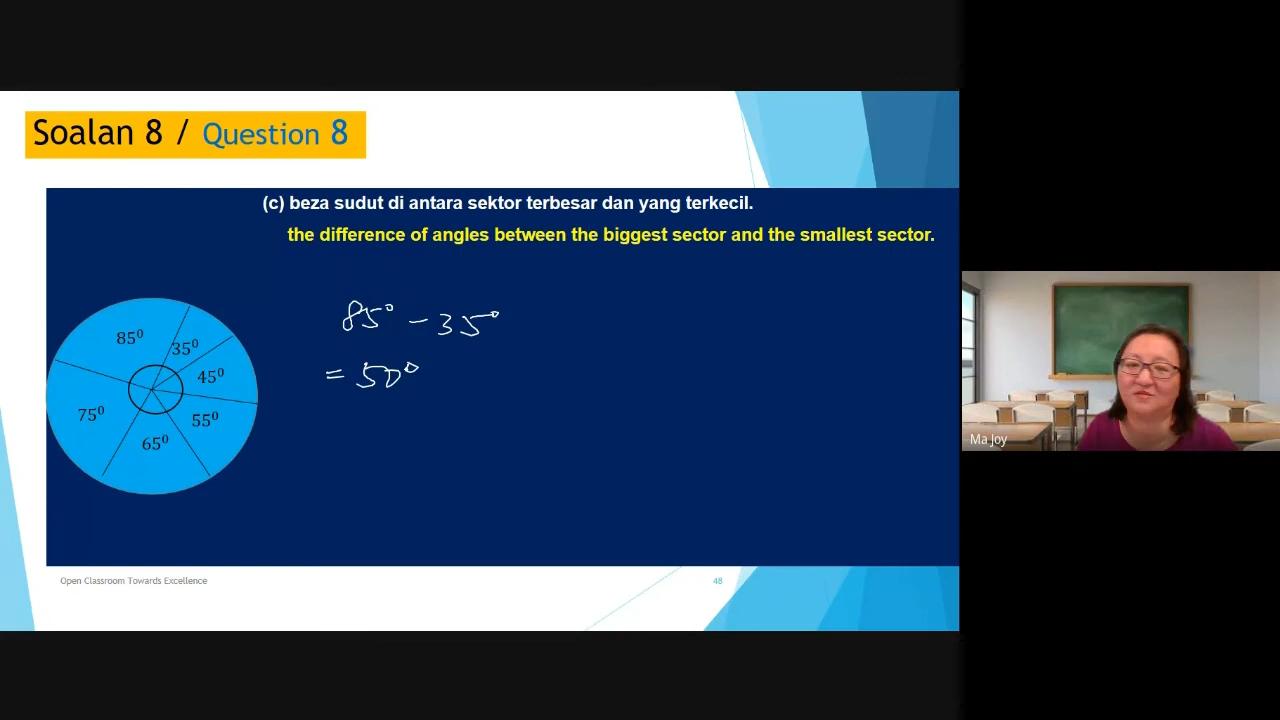 Soalan 8 / Question 8
(c) beza sudut di antara sektor terbesar dan yang terkecil.
the difference of angles between the biggest sector and the smallest sector.
85° - 35°
= 50°
85⁰
35⁰
45⁰
75⁰
55⁰
65⁰
Ma Joy
Open Classroom Towards Excellence
48